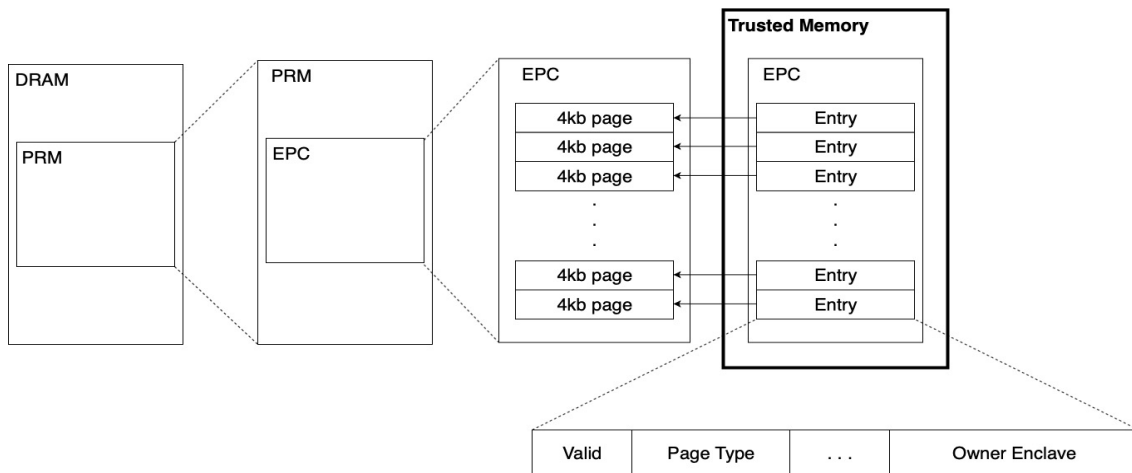 DRAM
PRM
PRM
EPC
EPC
4kb page
4kb page
4kb page
.
.
.
4kb page
4kb page
Trusted Memory
EPC
Entry
Entry
Entry
.
.
.
Entry
Entry
Valid
Page Type
. . .
Owner Enclave